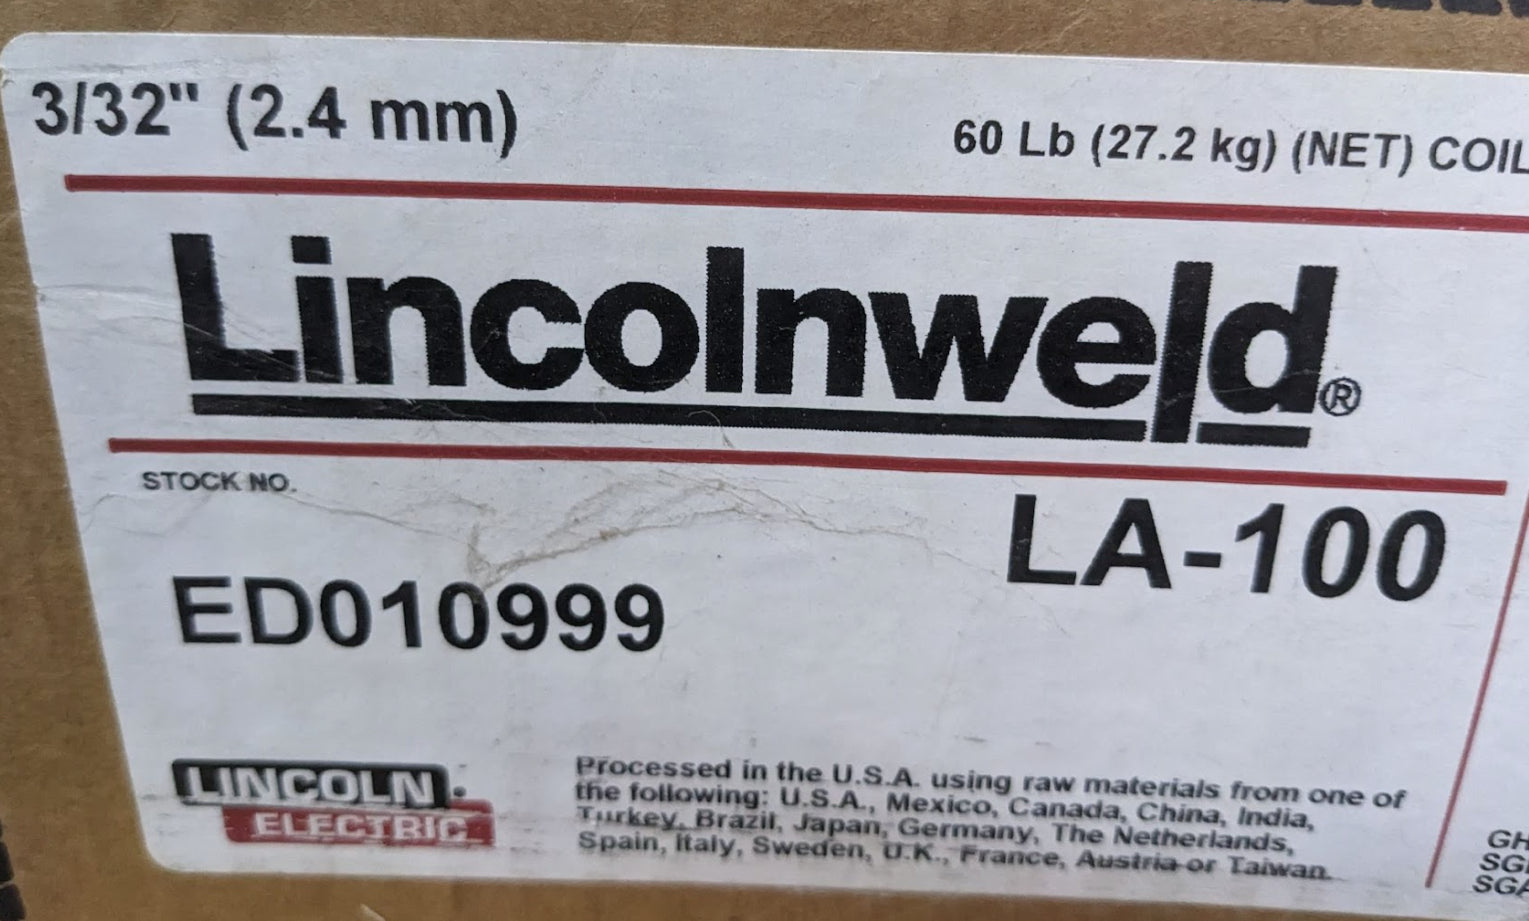 3/32" (2.4 mm)
60 Lb (27.2 kg) (NET) COIL
Lincolnweld®
STOCK NO.
LA-100
ED010999
LINCOLN
ELECTRIC
Processed in the U.S.A. using raw materials from one of
the following: U.S.A., Mexico, Canada, China, India,
Turkey, Brazil, Japan, Germany, The Netherlands,
Spain, Italy, Sweden, U.K., France, Austria or Taiwan.
GH